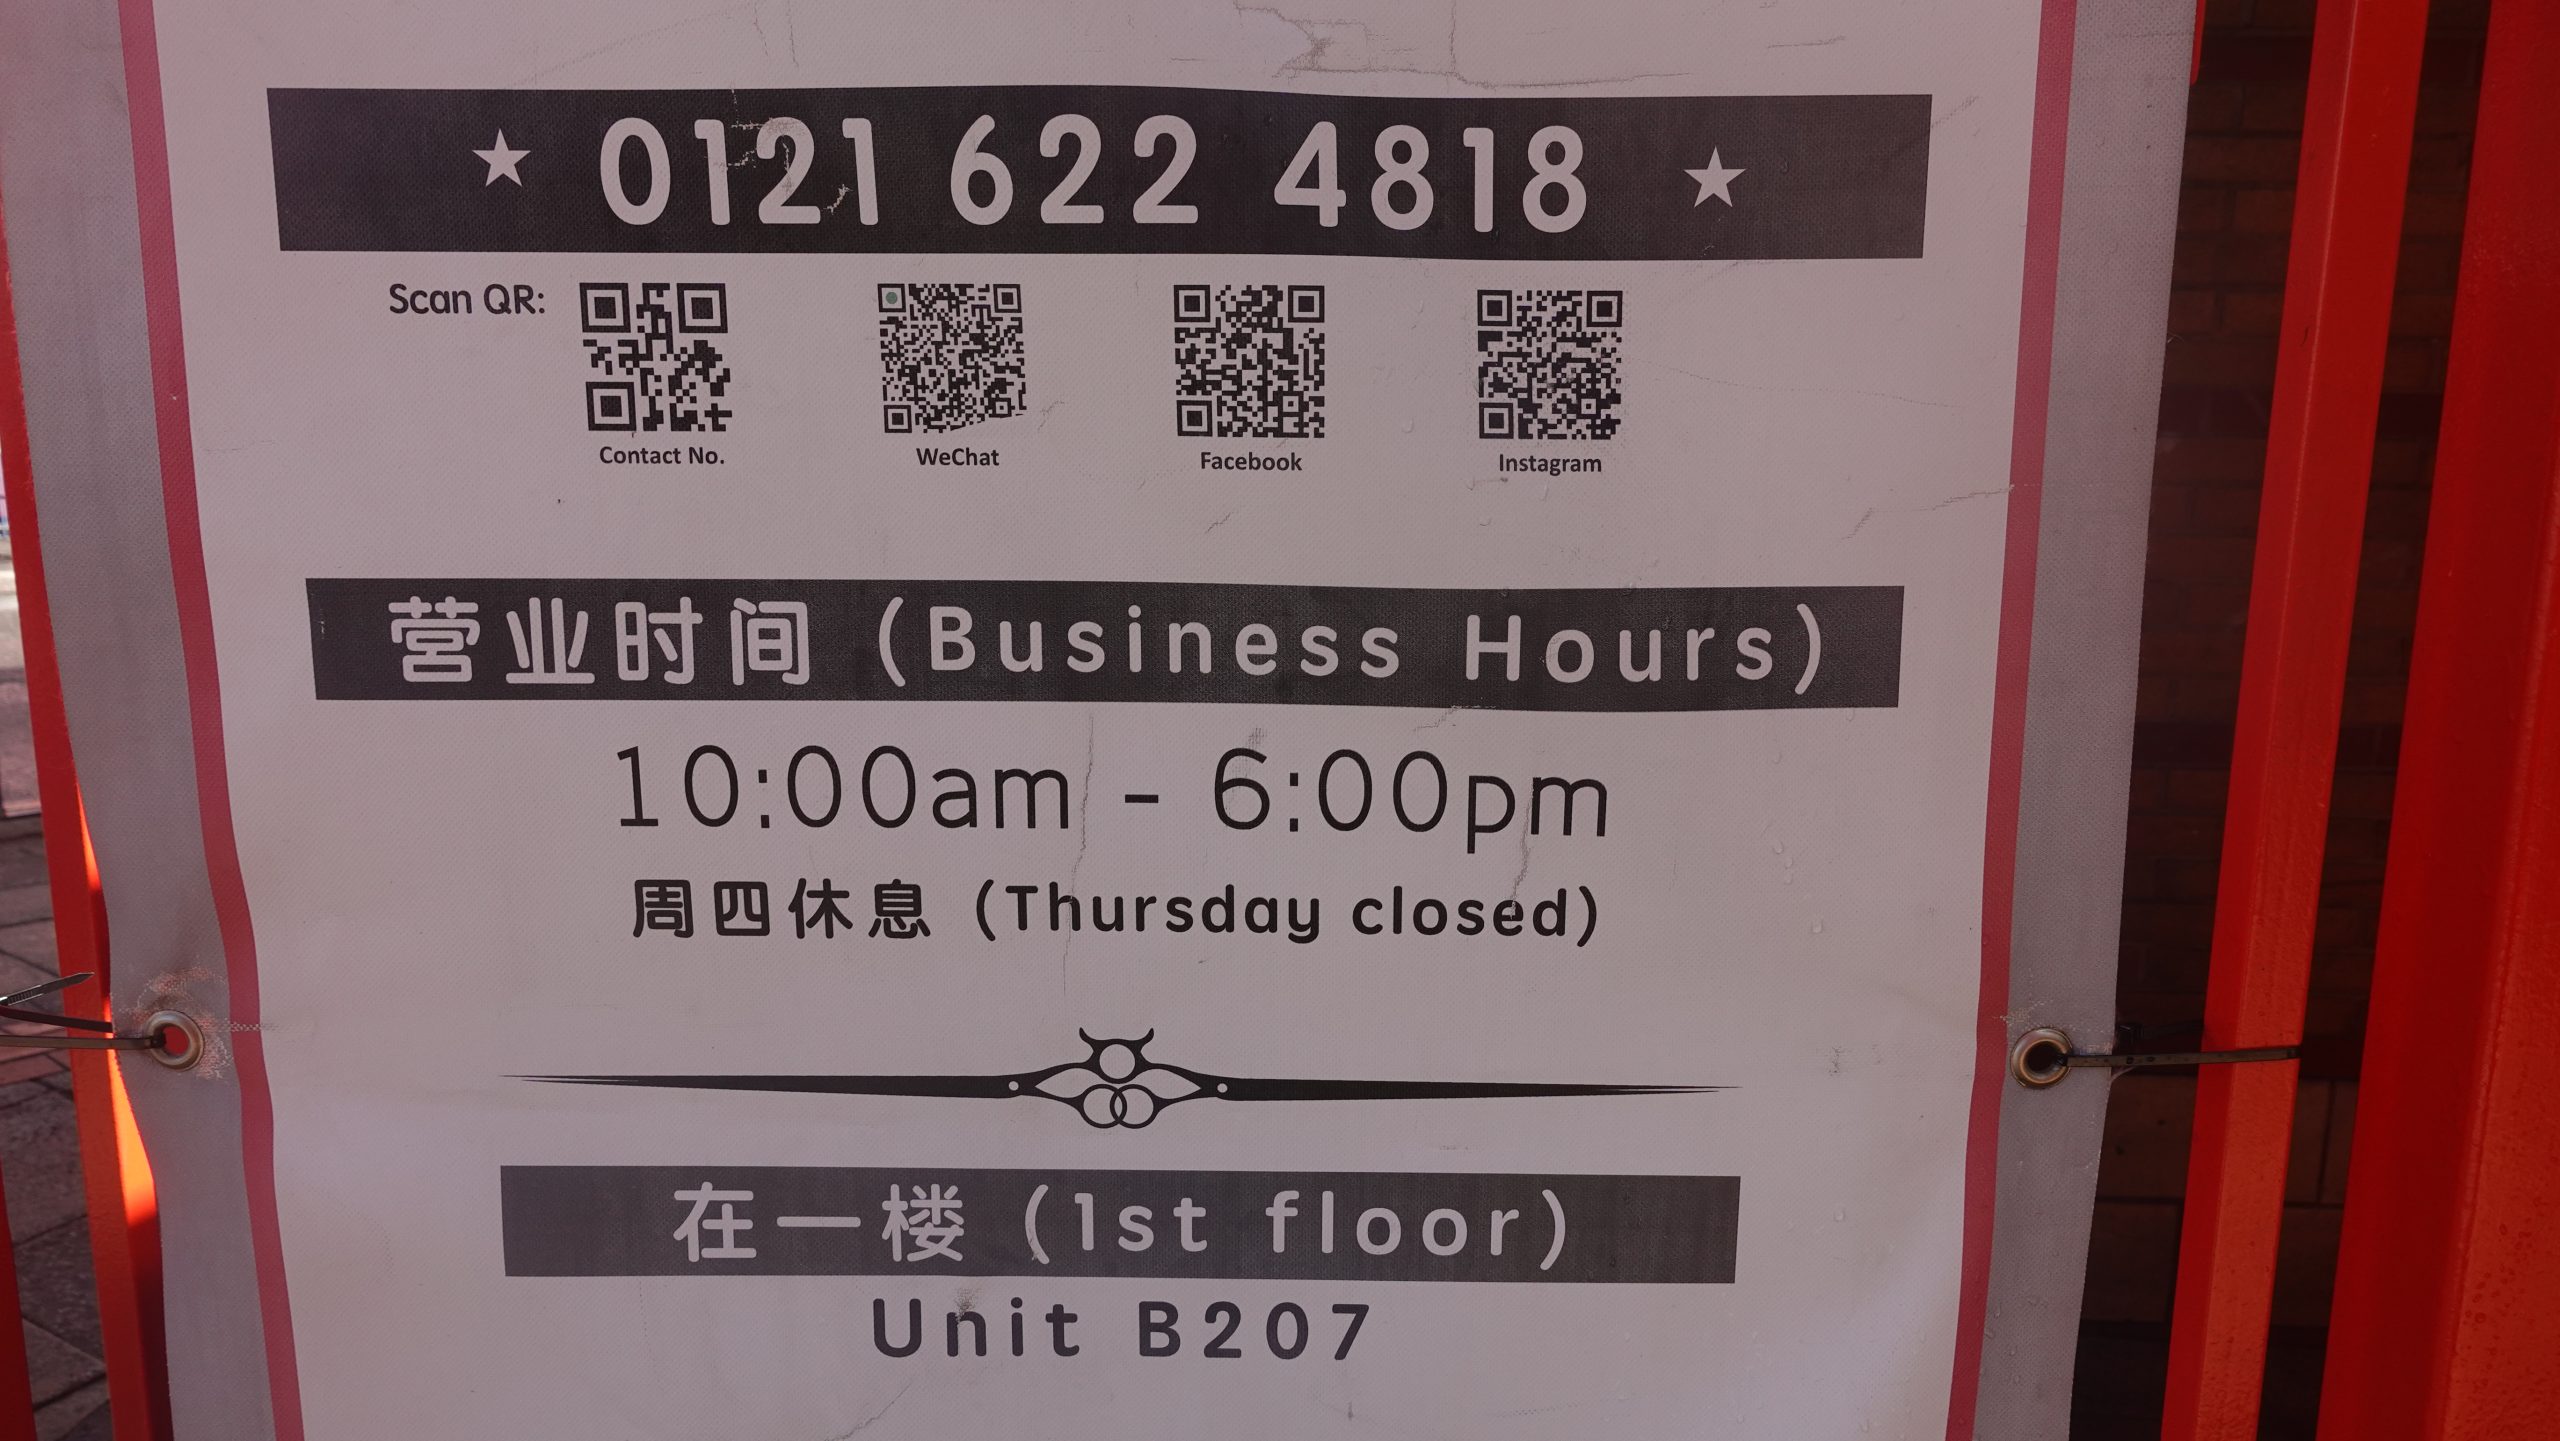 ★ 0121 622 4818 ★
Scan QR:
Contact No. WeChat Facebook Instagram
营业时间 (Business Hours)
10:00am - 6:00pm
周四休息 (Thursday closed)
在一楼 (1st floor)
Unit B207